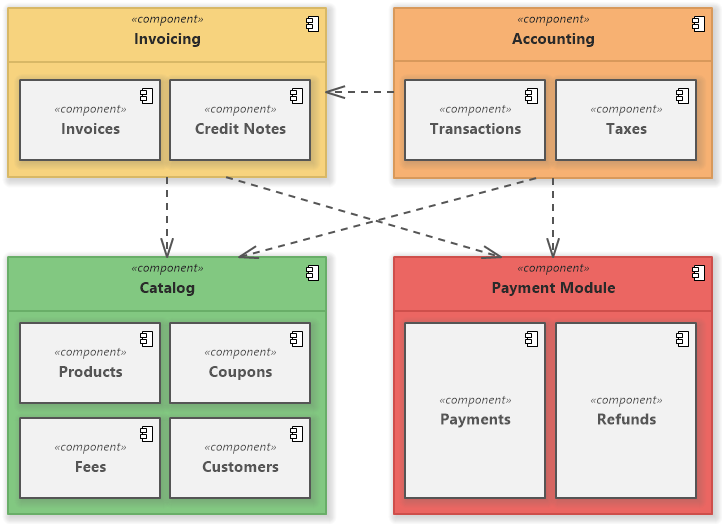 «component»
Invoicing
«component»
Invoices
«component»
Credit Notes
«component»
Accounting
«component»
Transactions
«component»
Taxes
«component»
Catalog
«component»
Products
«component»
Coupons
«component»
Fees
«component»
Customers
«component»
Payment Module
«component»
Payments
«component»
Refunds